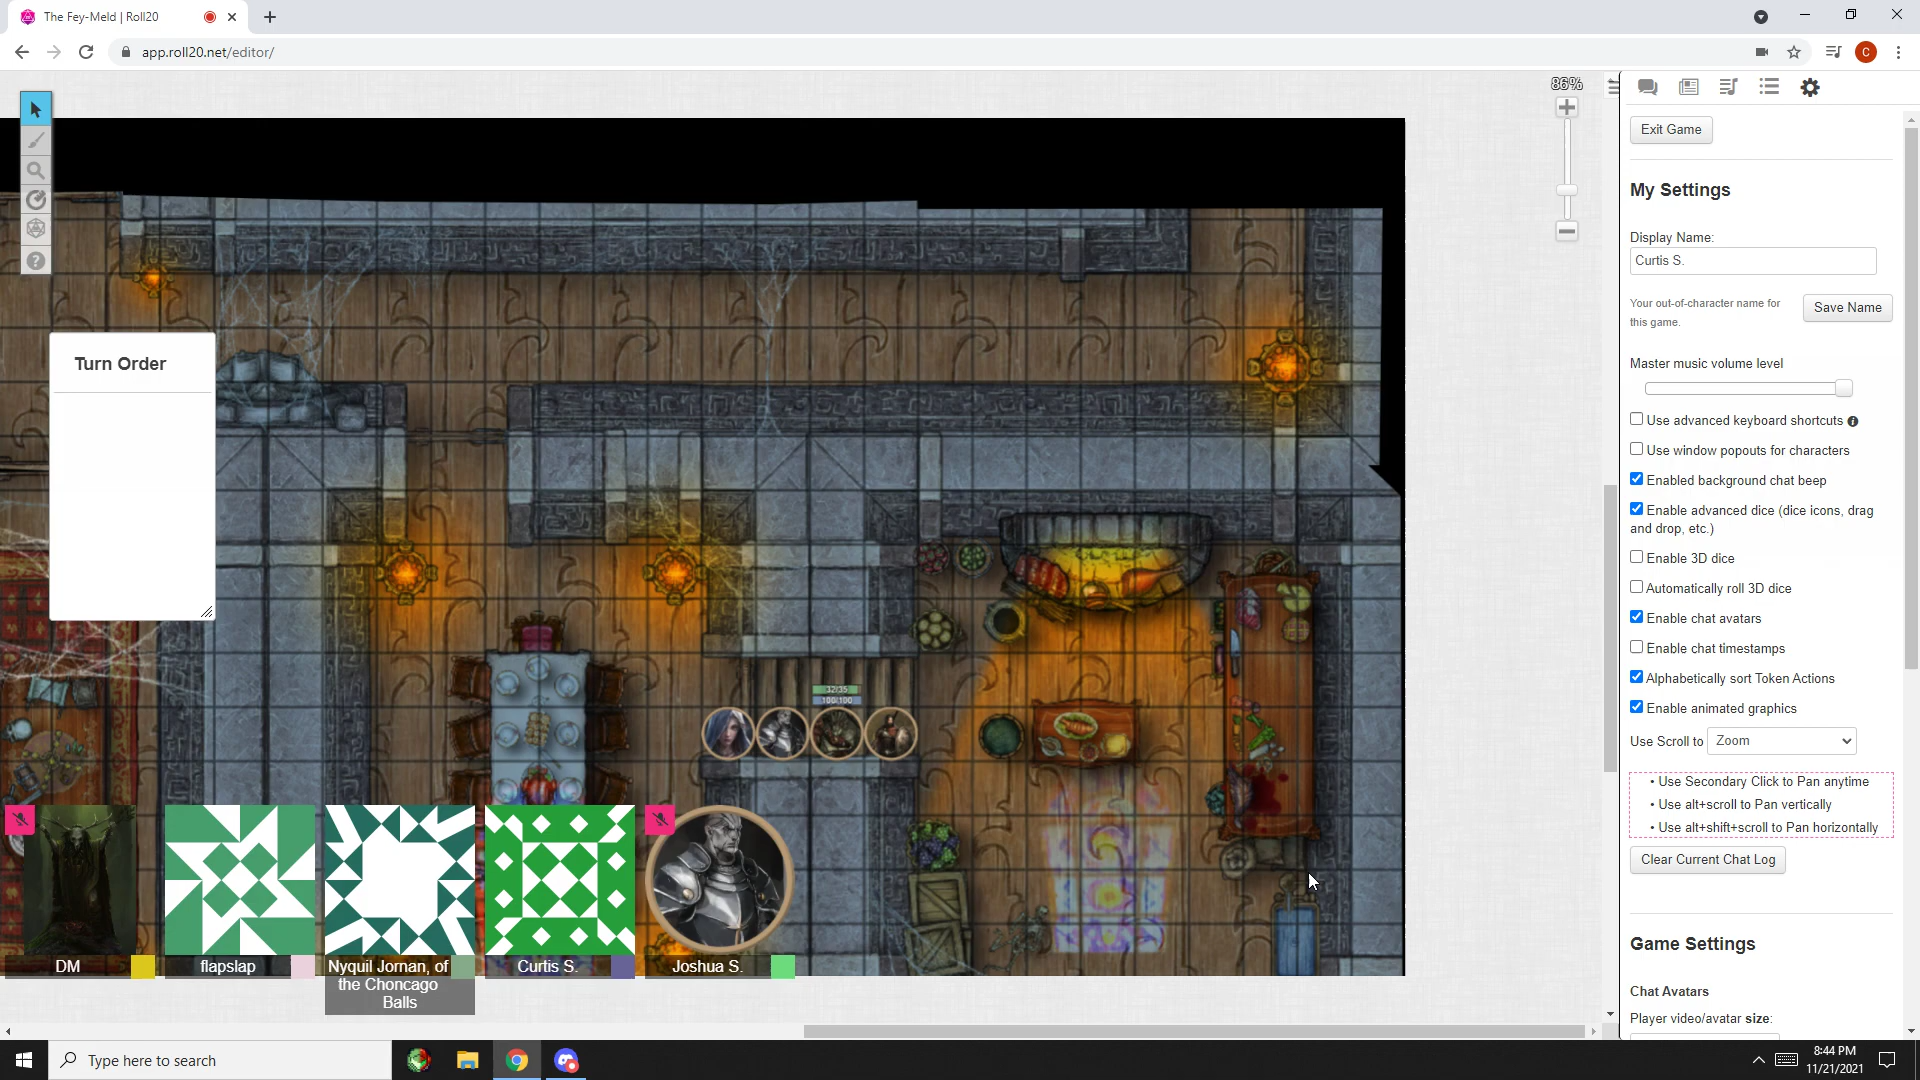 The Fey-Meld | Roll20
app.roll20.net/editor/
C
86%
Exit Game
My Settings
Display Name:
Curtis S.
Your out-of-character name for
this game.
Save Name
Master music volume level
Use advanced keyboard shortcuts
Use window popouts for characters
Enabled background chat beep
Enable advanced dice (dice icons, drag
and drop, etc.)
Enable 3D dice
Automatically roll 3D dice
Enable chat avatars
Enable chat timestamps
Alphabetically sort Token Actions
Enable animated graphics
Use Scroll to Zoom
• Use Secondary Click to Pan anytime
• Use alt+scroll to Pan vertically
• Use alt+shift+scroll to Pan horizontally
Clear Current Chat Log
Game Settings
Chat Avatars
Player video/avatar size:
Turn Order
32/35
100/100
DM
flapslap
Nyquil Jornan, of
the Choncago
Balls
Curtis S.
Joshua S.
Type here to search
8:44 PM
11/21/2021